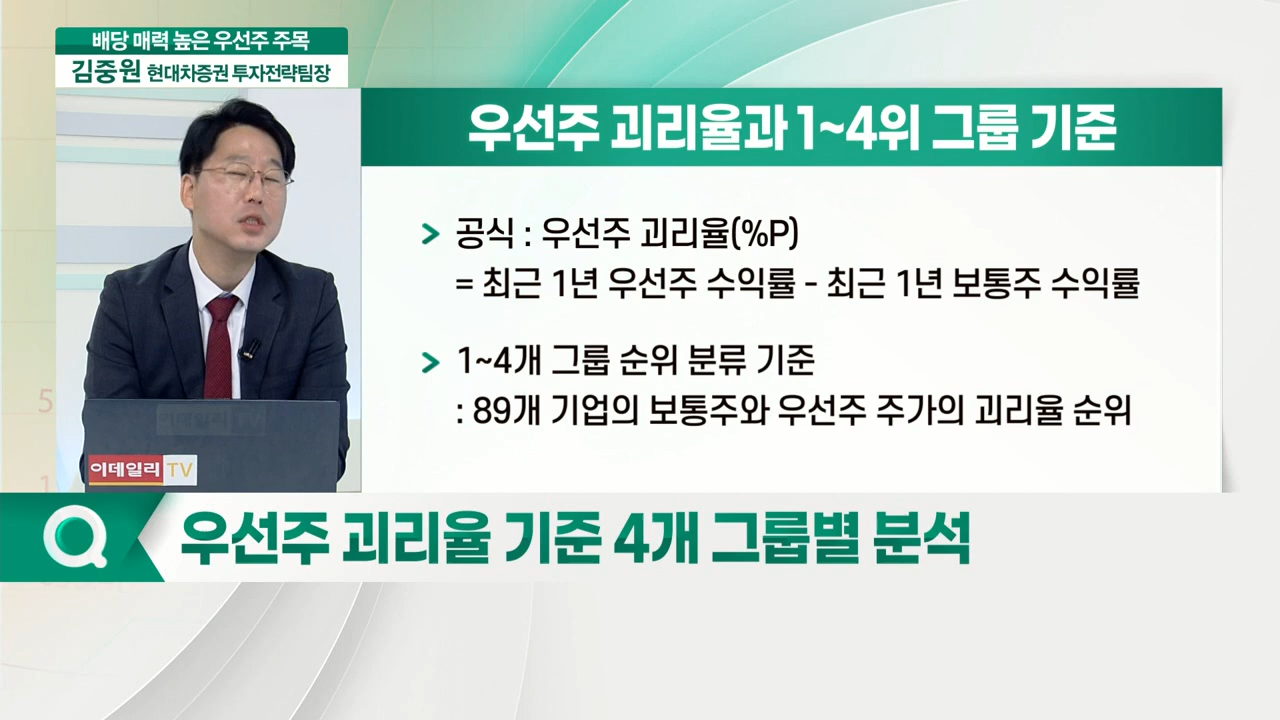 배당 매력 높은 우선주 주목
김중원 현대차증권 투자전략팀장
우선주 괴리율과 1~4위 그룹 기준
> 공식 : 우선주 괴리율(%P)
= 최근 1년 우선주 수익률 - 최근 1년 보통주 수익률
> 1~4개 그룹 순위 분류 기준
: 89개 기업의 보통주와 우선주 주가의 괴리율 순위
이데일리 TV
이데일리 TV
우선주 괴리율 기준 4개 그룹별 분석